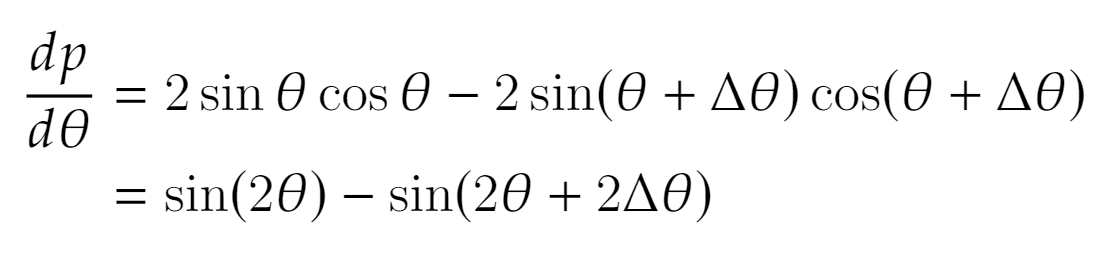 dp/dθ = 2 sin θ cos θ − 2 sin(θ + Δθ) cos(θ + Δθ)
= sin(2θ) − sin(2θ + 2Δθ)